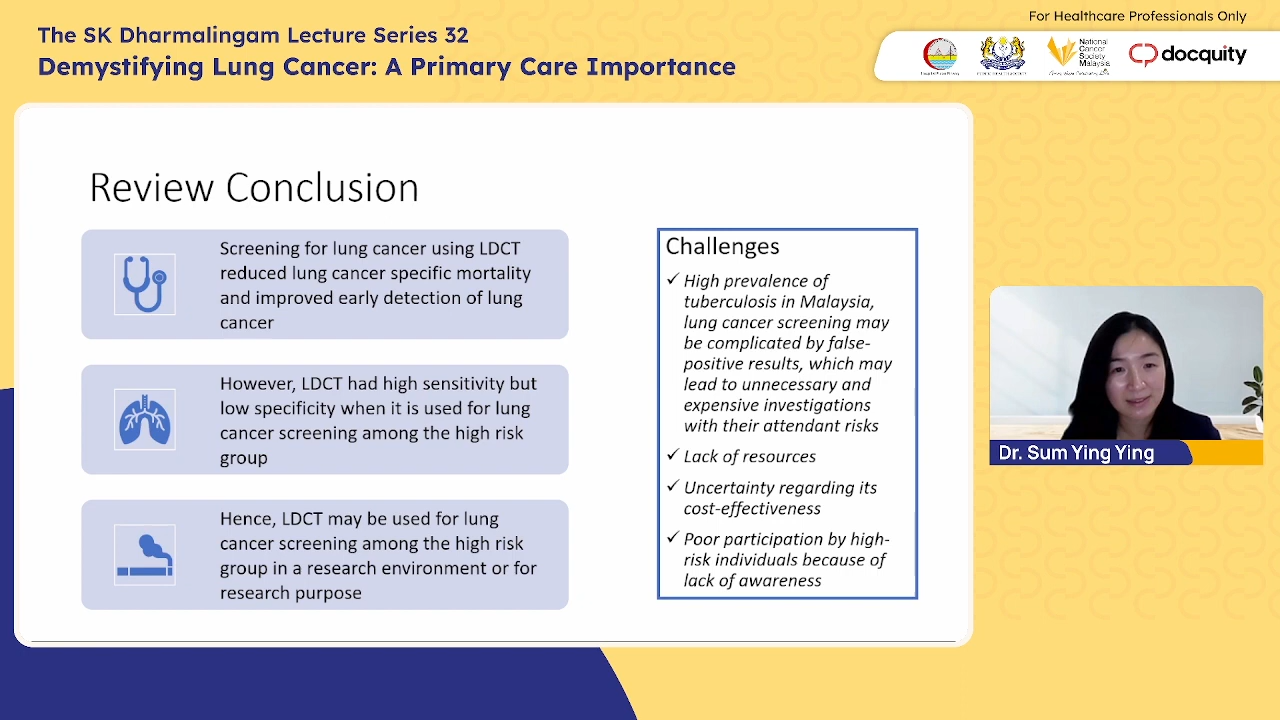 For Healthcare Professionals Only
The SK Dharmalingam Lecture Series 32
Demystifying Lung Cancer: A Primary Care Importance
National
Cancer
Society
Malaysia
docquity
Review Conclusion
Screening for lung cancer using LDCT
reduced lung cancer specific mortality
and improved early detection of lung
cancer
However, LDCT had high sensitivity but
low specificity when it is used for lung
cancer screening among the high risk
group
Hence, LDCT may be used for lung
cancer screening among the high risk
group in a research environment or for
research purpose
Challenges
✓ High prevalence of
tuberculosis in Malaysia,
lung cancer screening may
be complicated by false-
positive results, which may
lead to unnecessary and
expensive investigations
with their attendant risks
✓ Lack of resources
✓ Uncertainty regarding its
cost-effectiveness
✓ Poor participation by high-
risk individuals because of
lack of awareness
Dr. Sum Ying Ying